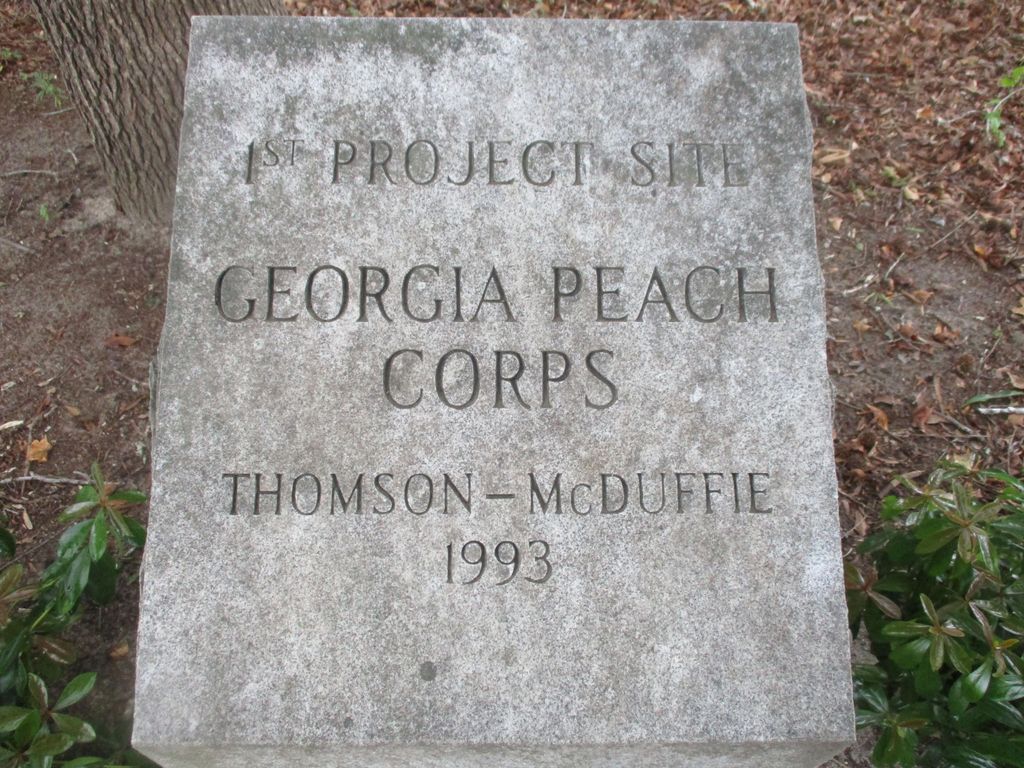 1ST PROJECT SITE
GEORGIA PEACH
CORPS
THOMSON–McDUFFIE
1993